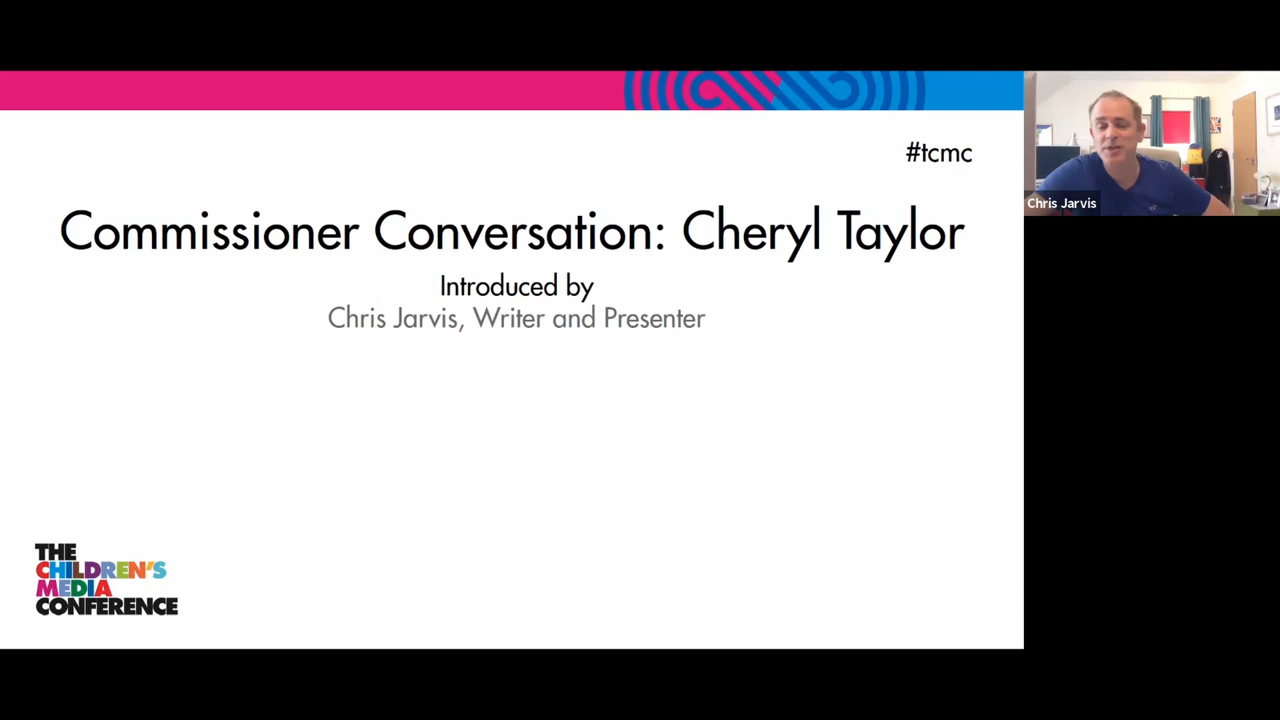 #tcmc
Commissioner Conversation: Cheryl Taylor
Introduced by
Chris Jarvis, Writer and Presenter
THE
CHILDREN'S
MEDIA
CONFERENCE
Chris Jarvis